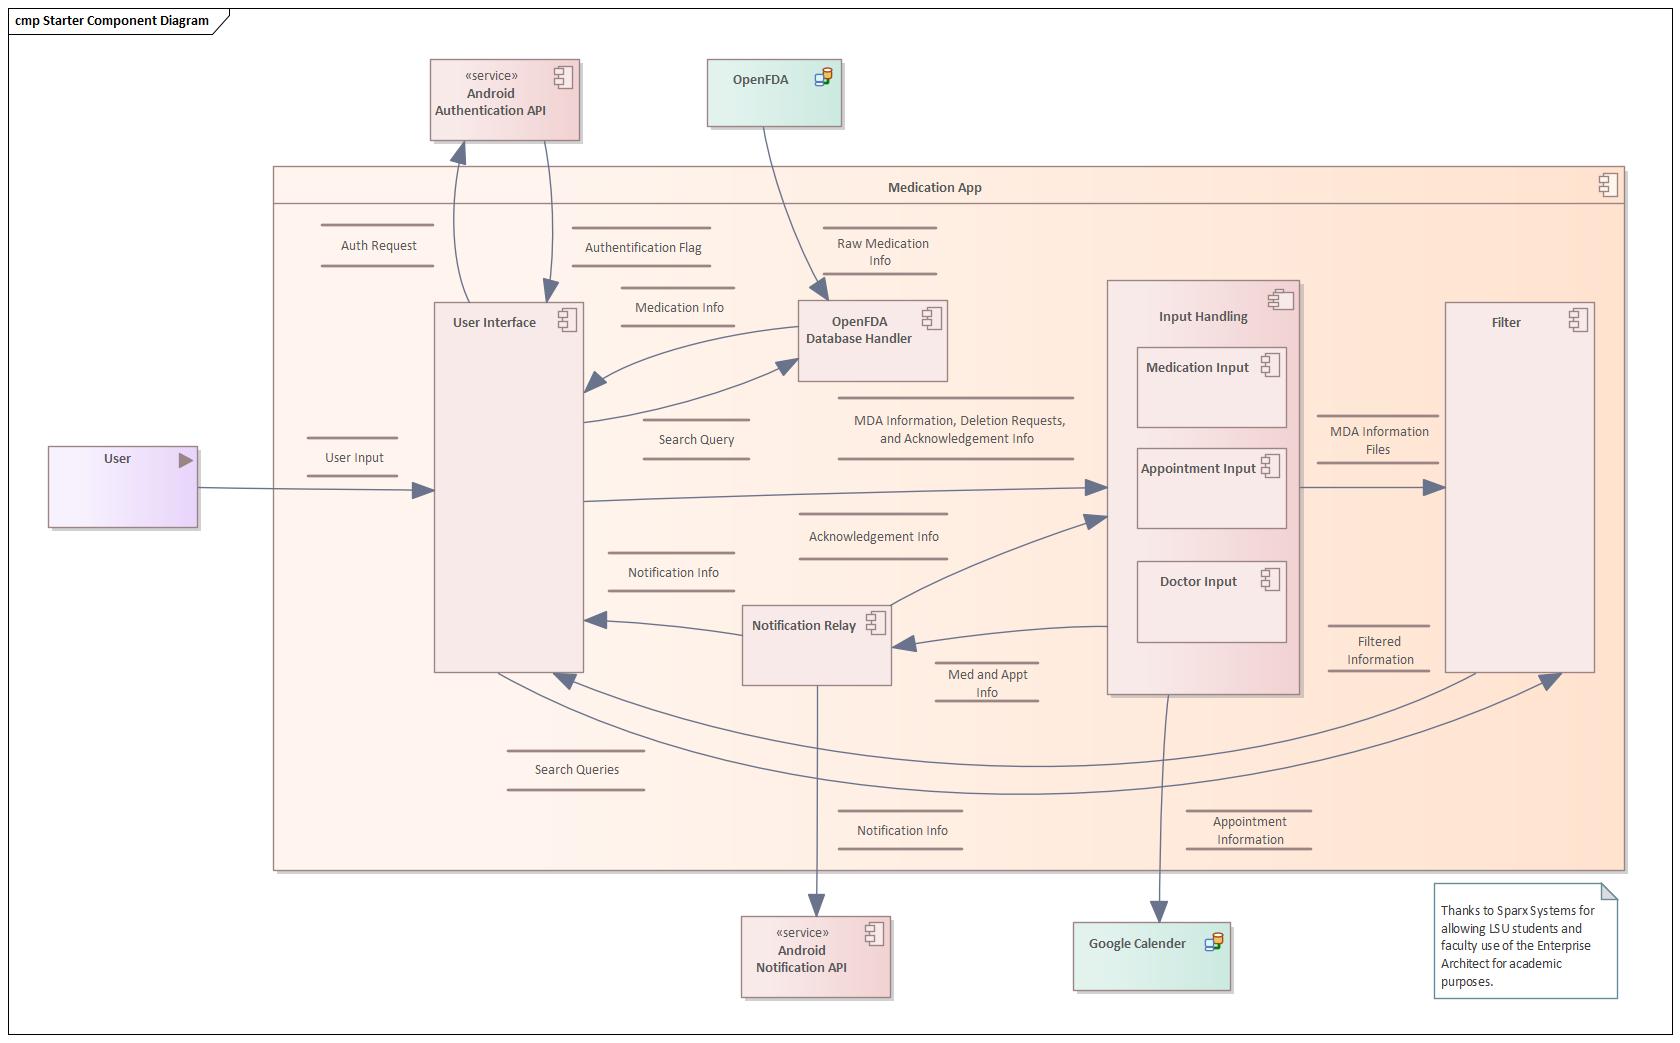 cmp Starter Component Diagram
«service»
Android
Authentication API
OpenFDA
Medication App
Auth Request
Authentification Flag
Raw Medication
Info
Medication Info
User Interface
OpenFDA
Database Handler
Input Handling
Filter
Medication Input
Search Query
MDA Information, Deletion Requests,
and Acknowledgement Info
MDA Information
Files
User
User Input
Appointment Input
Acknowledgement Info
Notification Info
Doctor Input
Notification Relay
Filtered
Information
Med and Appt
Info
Search Queries
Notification Info
Appointment
Information
«service»
Android
Notification API
Google Calender
Thanks to Sparx Systems for
allowing LSU students and
faculty use of the Enterprise
Architect for academic
purposes.